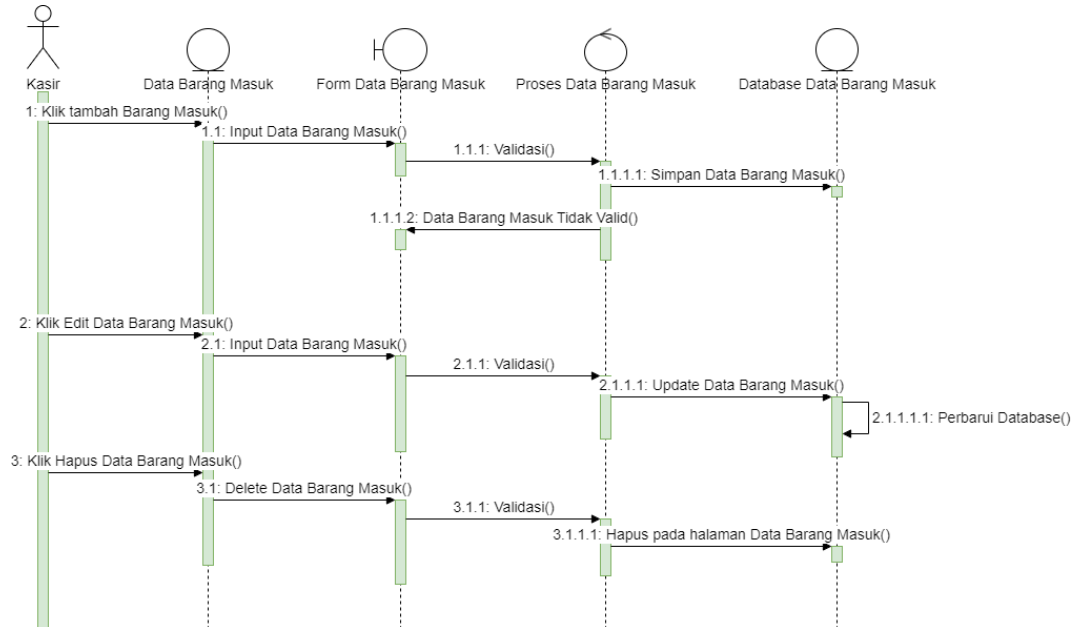 Kasir
Data Barang Masuk
Form Data Barang Masuk
Proses Data Barang Masuk
Database Data Barang Masuk
1: Klik tambah Barang Masuk()
1.1: Input Data Barang Masuk()
1.1.1: Validasi()
1.1.1.1: Simpan Data Barang Masuk()
1.1.1.2: Data Barang Masuk Tidak Valid()
2: Klik Edit Data Barang Masuk()
2.1: Input Data Barang Masuk()
2.1.1: Validasi()
2.1.1.1: Update Data Barang Masuk()
2.1.1.1.1: Perbarui Database()
3: Klik Hapus Data Barang Masuk()
3.1: Delete Data Barang Masuk()
3.1.1: Validasi()
3.1.1.1: Hapus pada halaman Data Barang Masuk()